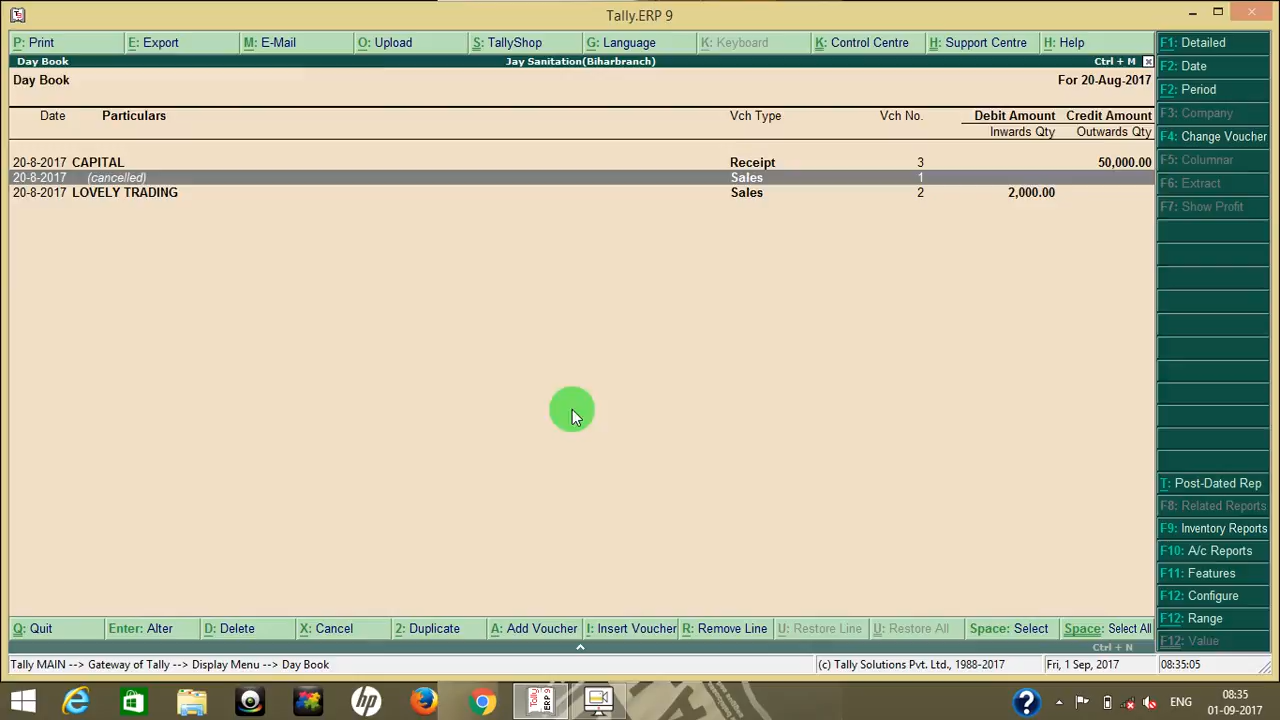 Tally.ERP 9
P: Print E: Export M: E-Mail O: Upload S: TallyShop G: Language K: Keyboard K: Control Centre H: Support Centre H: Help
Day Book Jay Sanitation(Biharbranch) Ctrl + M
Day Book For 20-Aug-2017
Date Particulars Vch Type Vch No. Debit Amount Credit Amount
Inwards Qty Outwards Qty
20-8-2017 CAPITAL Receipt 3 50,000.00
20-8-2017 (cancelled) Sales 1
20-8-2017 LOVELY TRADING Sales 2 2,000.00
F1: Detailed
F2: Date
F2: Period
F3: Company
F4: Change Voucher
F5: Columnar
F6: Extract
F7: Show Profit
T: Post-Dated Rep
F8: Related Reports
F9: Inventory Reports
F10: A/c Reports
F11: Features
F12: Configure
F12: Range
F12: Value
Q: Quit Enter: Alter D: Delete X: Cancel 2: Duplicate A: Add Voucher I: Insert Voucher R: Remove Line U: Restore Line U: Restore All Space: Select Space: Select All
Ctrl + N
Tally MAIN --> Gateway of Tally --> Display Menu --> Day Book (c) Tally Solutions Pvt. Ltd., 1988-2017 Fri, 1 Sep, 2017 08:35:05
hp Tally ERP 9 ENG 08:35
01-09-2017